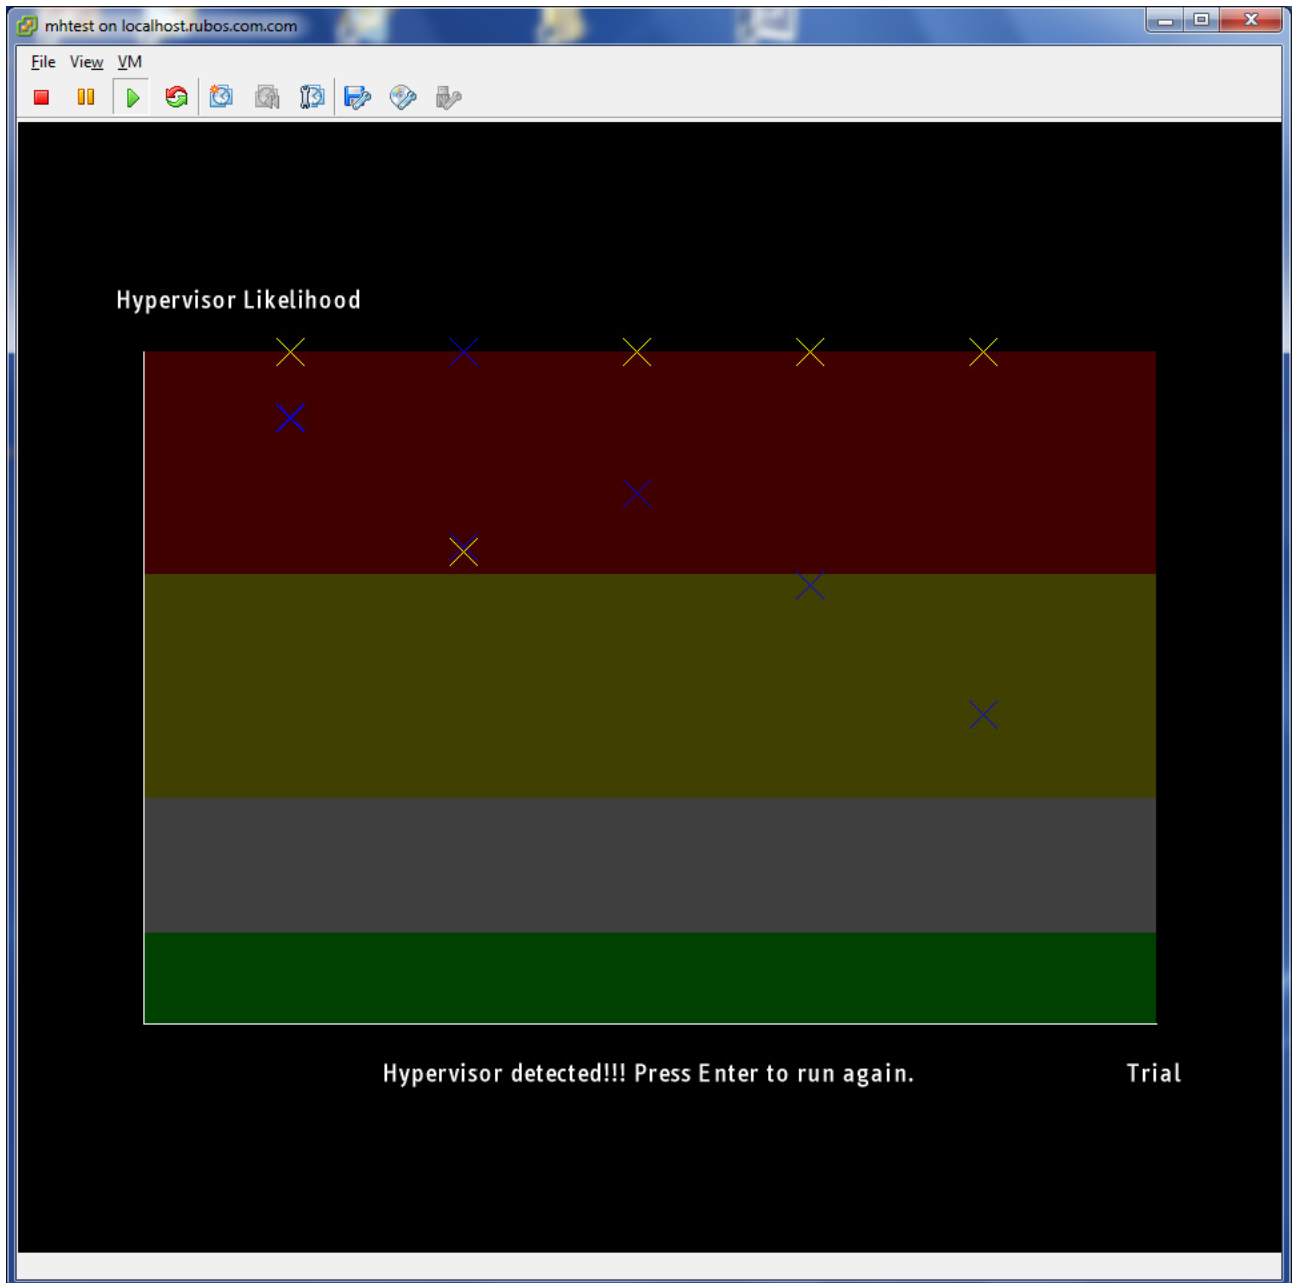 mhtest on localhost.rubos.com.com
File View VM
Hypervisor Likelihood
Hypervisor detected!!! Press Enter to run again.
Trial